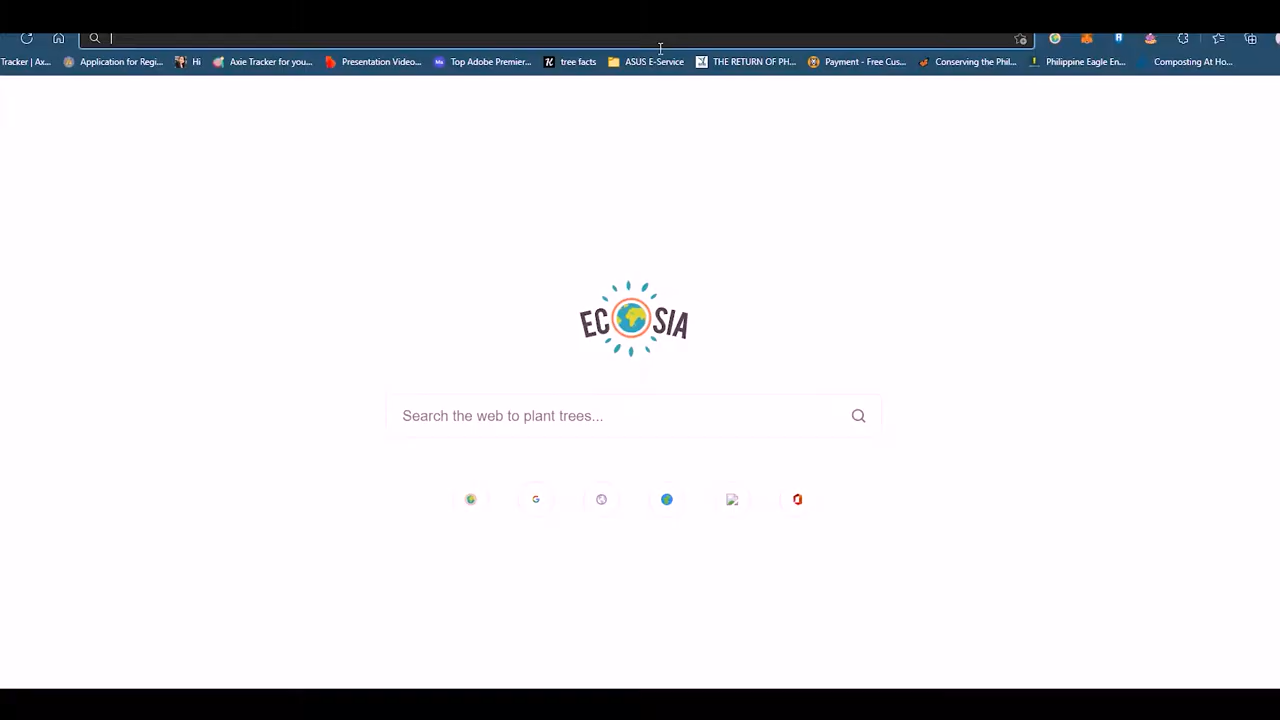 Tracker | Ax... Application for Regi... Hi Axie Tracker for you... Presentation Video... Top Adobe Premier... tree facts ASUS E-Service THE RETURN OF PH... Payment - Free Cus... Conserving the Phil... Philippine Eagle En... Composting At Ho...
ECOSIA
Search the web to plant trees...